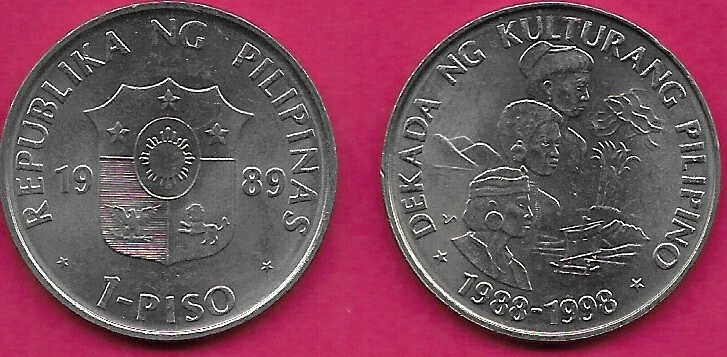 REPUBLIKA NG PILIPINAS
19 89
1-PISO
DEKADA NG KULTURANG PILIPINO
1988-1998